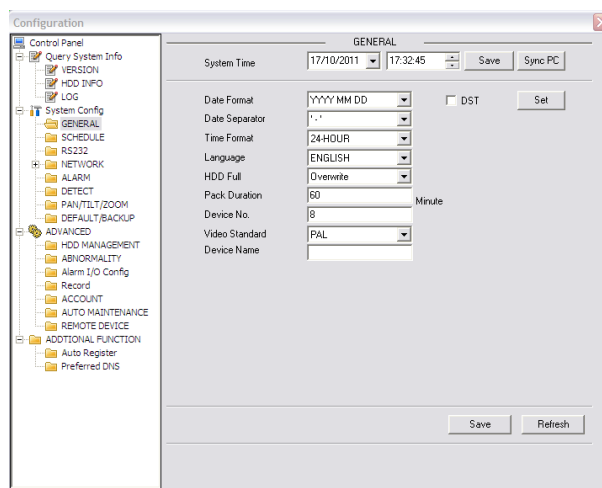 Configuration
Control Panel
Query System Info
VERSION
HDD INFO
LOG
System Config
GENERAL
SCHEDULE
RS232
NETWORK
ALARM
DETECT
PAN/TILT/ZOOM
DEFAULT/BACKUP
ADVANCED
HDD MANAGEMENT
ABNORMALITY
Alarm I/O Config
Record
ACCOUNT
AUTO MAINTENANCE
REMOTE DEVICE
ADDTIONAL FUNCTION
Auto Register
Preferred DNS
GENERAL
System Time 17/10/2011 17:32:45 Save Sync PC
Date Format YYYY MM DD DST Set
Date Separator '-'
Time Format 24-HOUR
Language ENGLISH
HDD Full Overwrite
Pack Duration 60 Minute
Device No. 8
Video Standard PAL
Device Name
Save Refresh